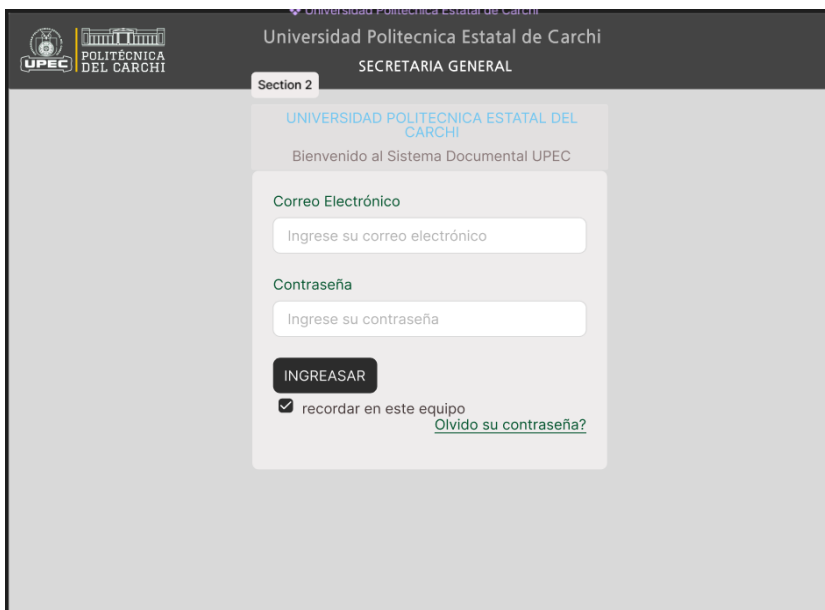 Universidad Politecnica Estatal de Carchi
Universidad Politecnica Estatal de Carchi
UPEC
POLITÉCNICA
DEL CARCHI
SECRETARIA GENERAL
Section 2
UNIVERSIDAD POLITECNICA ESTATAL DEL
CARCHI
Bienvenido al Sistema Documental UPEC
Correo Electrónico
Ingrese su correo electrónico
Contraseña
Ingrese su contraseña
INGREASAR
recordar en este equipo
Olvido su contraseña?